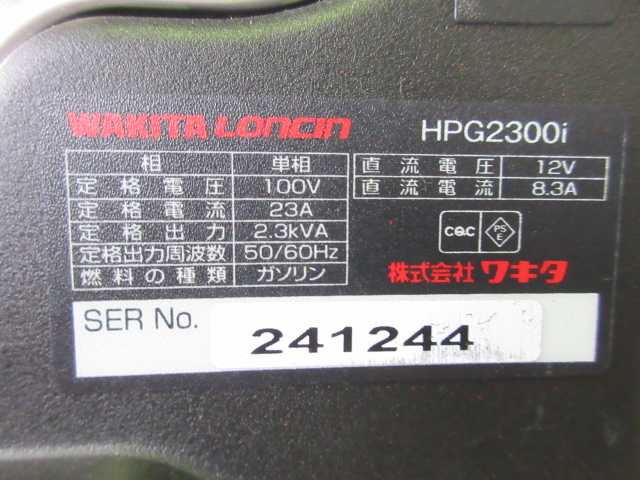 WAKITA LONCIN HPG2300i
相 単相
定格電圧 100V
定格電流 23A
定格出力 2.3kVA
定格出力周波数 50/60Hz
燃料の種類 ガソリン
直流電圧 12V
直流電流 8.3A
CQC PSE
株式会社ワキタ
SER No. 241244